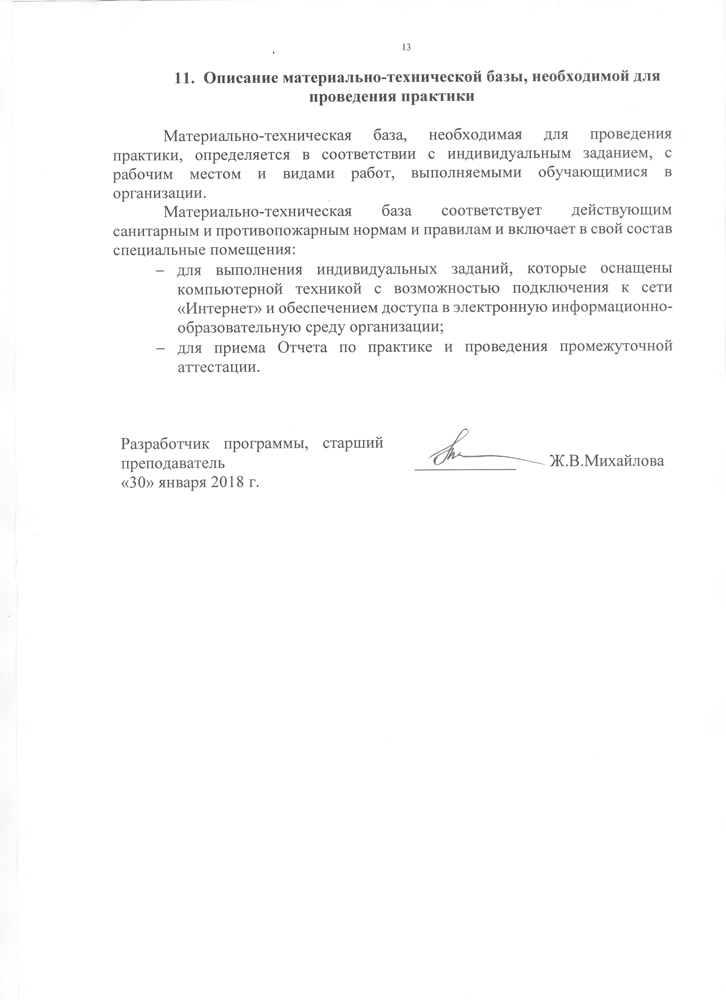 13
11. Описание материально-технической базы, необходимой для
проведения практики
Материально-техническая база, необходимая для проведения
практики, определяется в соответствии с индивидуальным заданием, с
рабочим местом и видами работ, выполняемыми обучающимися в
организации.
Материально-техническая база соответствует действующим
санитарным и противопожарным нормам и правилам и включает в свой состав
специальные помещения:
– для выполнения индивидуальных заданий, которые оснащены
компьютерной техникой с возможностью подключения к сети
«Интернет» и обеспечением доступа в электронную информационно-
образовательную среду организации;
– для приема Отчета по практике и проведения промежуточной
аттестации.
Разработчик программы, старший
преподаватель
Ж.В.Михайлова
«30» января 2018 г.